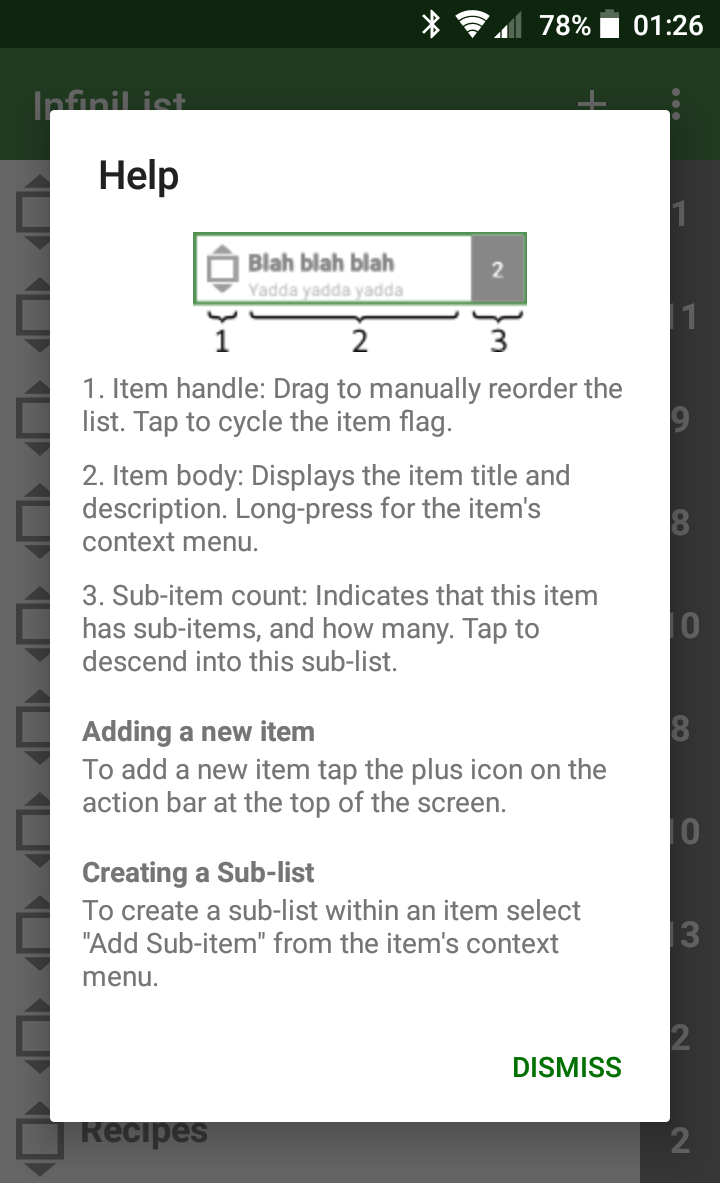 78% 01:26
InfiniList
Help
Blah blah blah
Yadda yadda yadda
2
1 2 3
1. Item handle: Drag to manually reorder the
list. Tap to cycle the item flag.
2. Item body: Displays the item title and
description. Long-press for the item's
context menu.
3. Sub-item count: Indicates that this item
has sub-items, and how many. Tap to
descend into this sub-list.
Adding a new item
To add a new item tap the plus icon on the
action bar at the top of the screen.
Creating a Sub-list
To create a sub-list within an item select
"Add Sub-item" from the item's context
menu.
DISMISS
1
11
9
8
10
8
10
13
2
Recipes
2